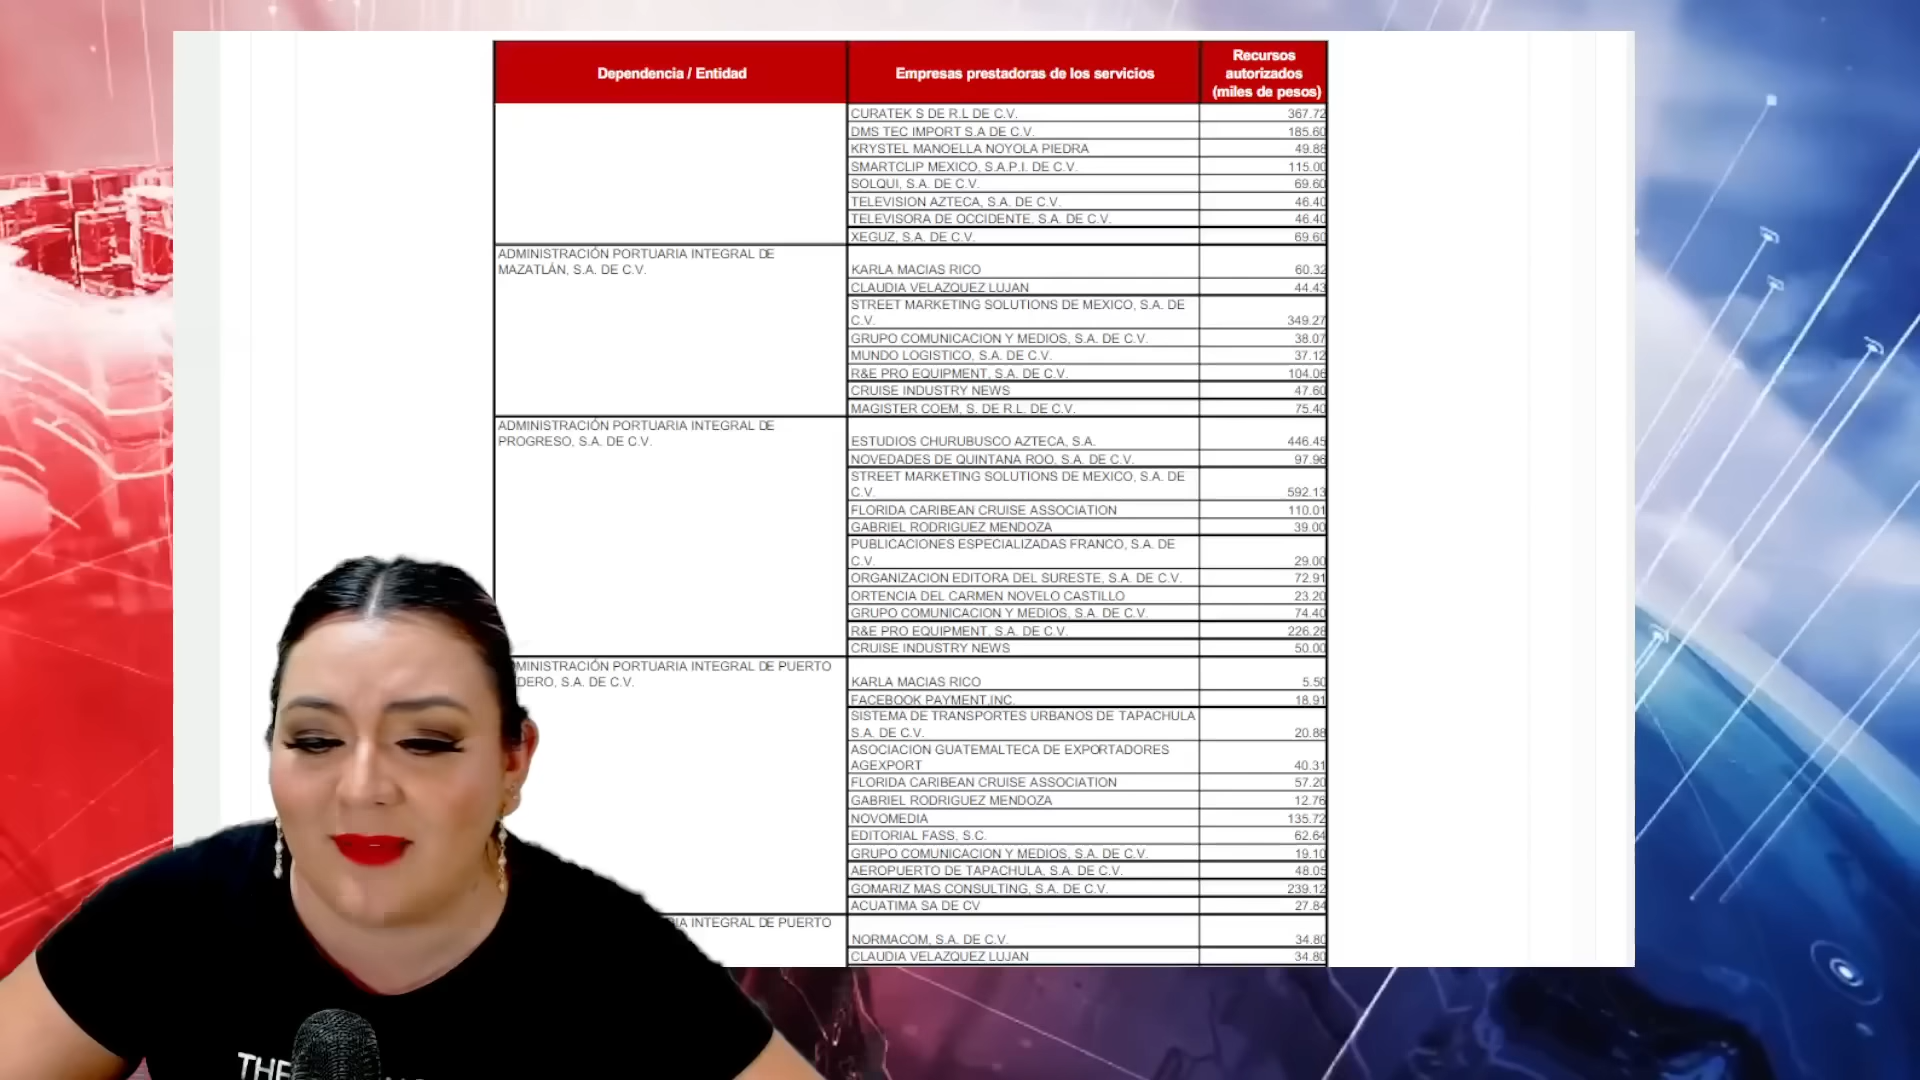 Dependencia / Entidad
Empresas prestadoras de los servicios
Recursos
autorizados
(miles de pesos)
CURATEK S DE R.L DE C.V. 367.72
DMS TEC IMPORT S.A DE C.V. 185.60
KRYSTEL MANOELLA NOYOLA PIEDRA 49.88
SMARTCLIP MEXICO, S.A.P.I. DE C.V. 115.00
SOLQUI, S.A. DE C.V. 69.60
TELEVISION AZTECA, S.A. DE C.V. 46.40
TELEVISORA DE OCCIDENTE, S.A. DE C.V. 46.40
XEGUZ, S.A. DE C.V. 69.60
ADMINISTRACIÓN PORTUARIA INTEGRAL DE
MAZATLÁN, S.A. DE C.V.
KARLA MACIAS RICO 60.32
CLAUDIA VELAZQUEZ LUJAN 44.43
STREET MARKETING SOLUTIONS DE MEXICO, S.A. DE
C.V. 349.27
GRUPO COMUNICACION Y MEDIOS, S.A. DE C.V. 38.07
MUNDO LOGISTICO, S.A. DE C.V. 37.12
R&E PRO EQUIPMENT, S.A. DE C.V. 104.06
CRUISE INDUSTRY NEWS 47.60
MAGISTER COEM, S. DE R.L. DE C.V. 75.40
ADMINISTRACIÓN PORTUARIA INTEGRAL DE
PROGRESO, S.A. DE C.V.
ESTUDIOS CHURUBUSCO AZTECA, S.A. 446.45
NOVEDADES DE QUINTANA ROO, S.A. DE C.V. 97.96
STREET MARKETING SOLUTIONS DE MEXICO, S.A. DE
C.V. 592.13
FLORIDA CARIBEAN CRUISE ASSOCIATION 110.01
GABRIEL RODRIGUEZ MENDOZA 39.00
PUBLICACIONES ESPECIALIZADAS FRANCO, S.A. DE
C.V. 29.00
ORGANIZACION EDITORA DEL SURESTE, S.A. DE C.V. 72.91
ORTENCIA DEL CARMEN NOVELO CASTILLO 23.20
GRUPO COMUNICACION Y MEDIOS, S.A. DE C.V. 74.40
R&E PRO EQUIPMENT, S.A. DE C.V. 226.28
CRUISE INDUSTRY NEWS 50.00
DMINISTRACIÓN PORTUARIA INTEGRAL DE PUERTO
DERO, S.A. DE C.V.
KARLA MACIAS RICO 5.50
FACEBOOK PAYMENT,INC. 18.91
SISTEMA DE TRANSPORTES URBANOS DE TAPACHULA
S.A. DE C.V. 20.88
ASOCIACION GUATEMALTECA DE EXPORTADORES
AGEXPORT 40.31
FLORIDA CARIBEAN CRUISE ASSOCIATION 57.20
GABRIEL RODRIGUEZ MENDOZA 12.76
NOVOMEDIA 135.72
EDITORIAL FASS, S.C. 62.64
GRUPO COMUNICACION Y MEDIOS, S.A. DE C.V. 19.10
AEROPUERTO DE TAPACHULA, S.A. DE C.V. 48.05
GOMARIZ MAS CONSULTING, S.A. DE C.V. 239.12
ACUATIMA SA DE CV 27.84
IA INTEGRAL DE PUERTO
NORMACOM, S.A. DE C.V. 34.80
CLAUDIA VELAZQUEZ LUJAN 34.80
THE